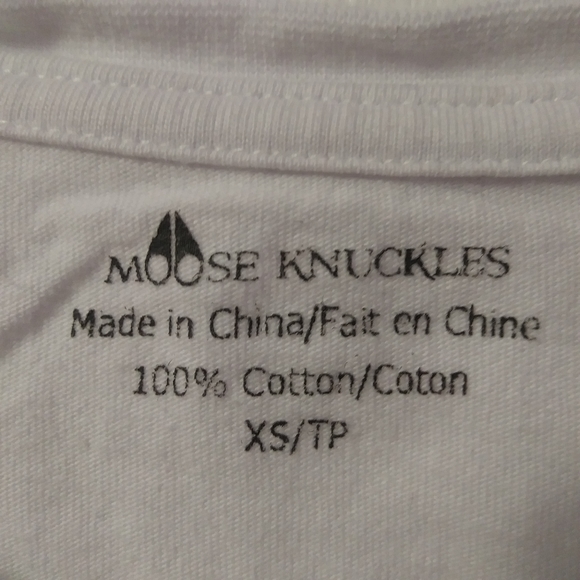 MOOSE KNUCKLES
Made in China/Fait en Chine
100% Cotton/Coton
XS/TP